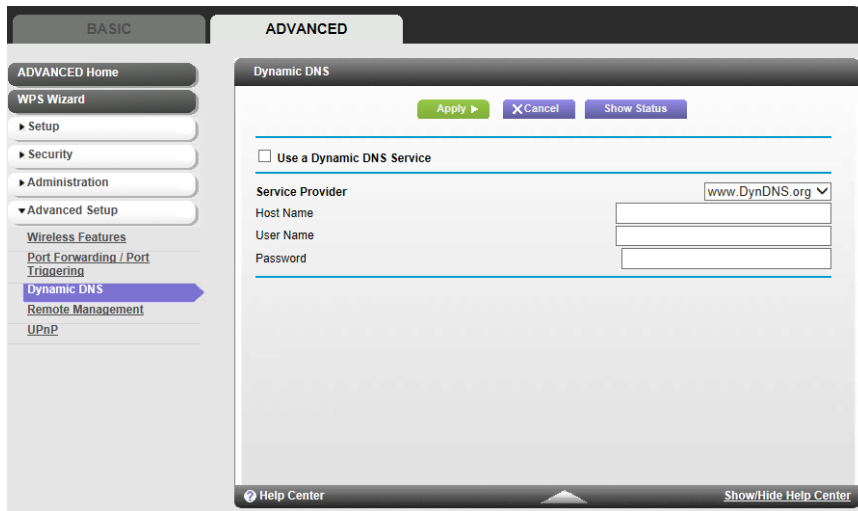 BASIC
ADVANCED
ADVANCED Home
WPS Wizard
Setup
Security
Administration
Advanced Setup
Wireless Features
Port Forwarding / Port
Triggering
Dynamic DNS
Remote Management
UPnP
Dynamic DNS
Apply
Cancel
Show Status
Use a Dynamic DNS Service
Service Provider
www.DynDNS.org
Host Name
User Name
Password
Help Center
Show/Hide Help Center